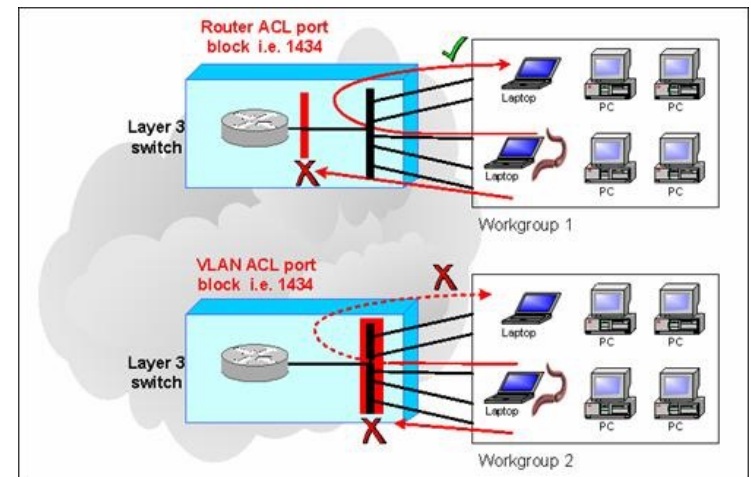 Router ACL port
block i.e. 1434
Layer 3
switch
X
Laptop
PC
PC
Laptop
PC
PC
Workgroup 1
VLAN ACL port
block i.e. 1434
X
Layer 3
switch
X
Laptop
PC
PC
Laptop
PC
PC
Workgroup 2